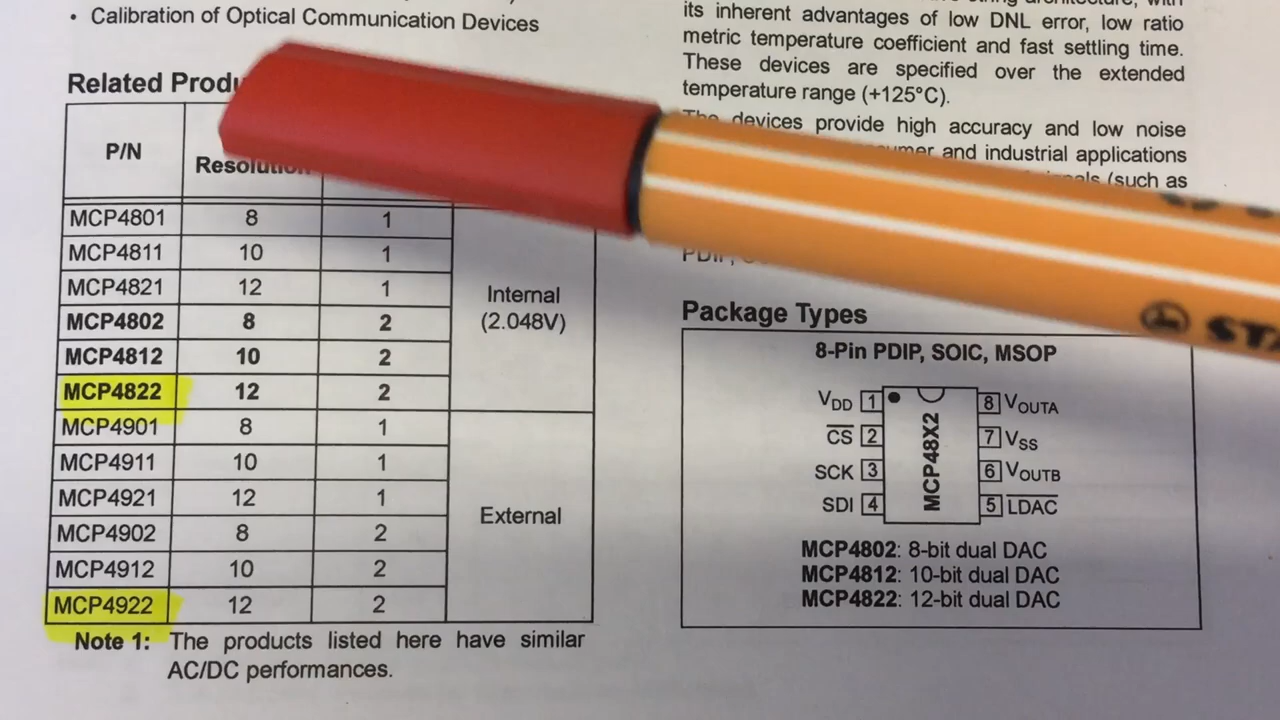 • Calibration of Optical Communication Devices
Related
P/N
MCP4801 8 1
MCP4811 10 1
MCP4821 12 1
MCP4802 8 2
MCP4812 10 2
MCP4822 12 2
Internal
(2.048V)
MCP4901 8 1
MCP4911 10 1
MCP4921 12 1
MCP4902 8 2
MCP4912 10 2
MCP4922 12 2
External
Note 1: The products listed here have similar
AC/DC performances.
its inherent advantages of low DNL error, low ratio
metric temperature coefficient and fast settling time.
These devices are specified over the extended
temperature range (+125°C).
The devices provide high accuracy and low noise
and industrial applications
(such as
Package Types
8-Pin PDIP, SOIC, MSOP
VDD 1
CS 2
SCK 3
SDI 4
MCP48X2
8 VOUTA
7 VSS
6 VOUTB
5 LDAC
MCP4802: 8-bit dual DAC
MCP4812: 10-bit dual DAC
MCP4822: 12-bit dual DAC